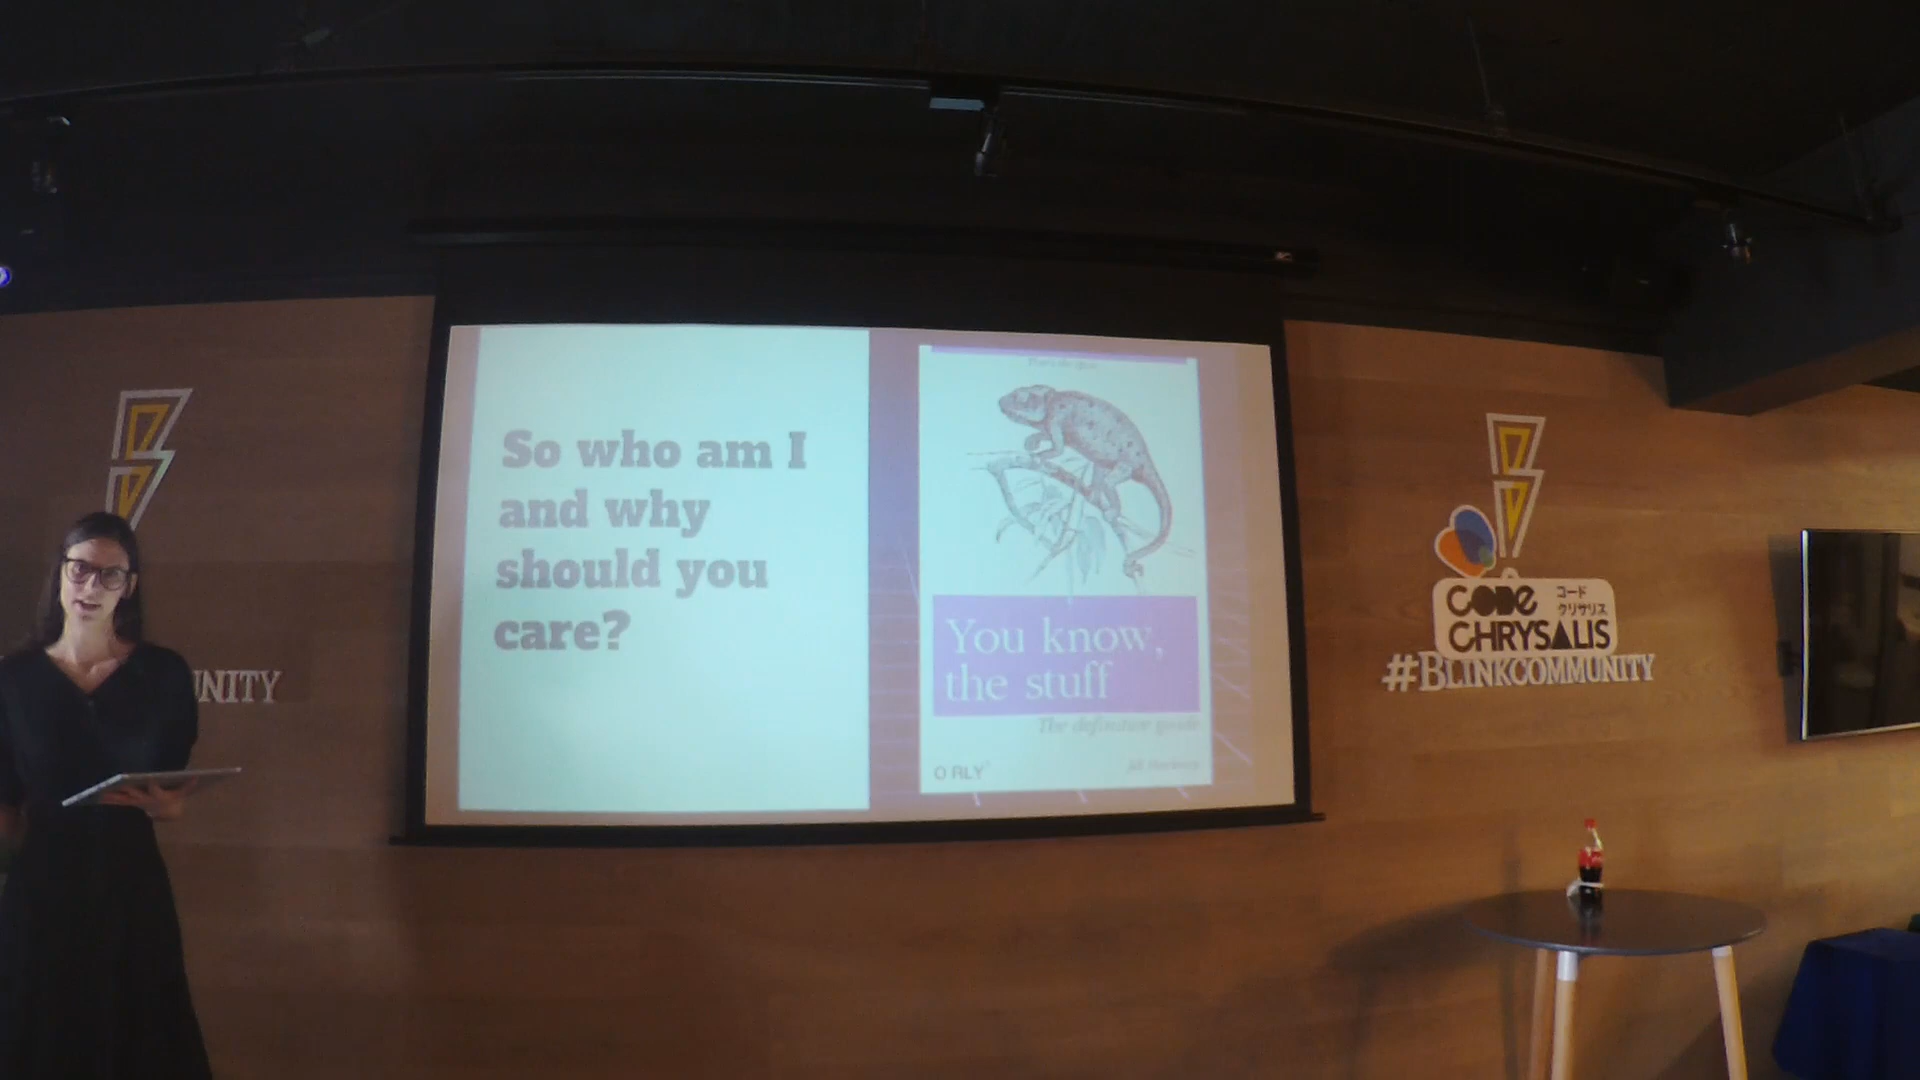 So who am I
and why
should you
care?
You know,
the stuff
The definitive guide
O RLY
UNITY
CODE
CHRYSALIS
コード
クリサリス
#BLINKCOMMUNITY